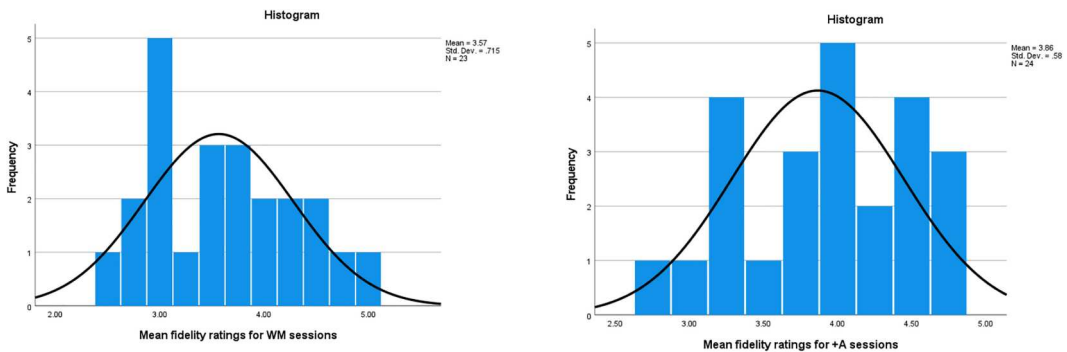 Histogram
Mean = 3.57
Std. Dev. = .715
N = 23
5
4
3
2
1
0
Frequency
2.00 3.00 4.00 5.00
Mean fidelity ratings for WM sessions
Histogram
Mean = 3.86
Std. Dev. = .58
N = 24
5
4
3
2
1
0
Frequency
2.50 3.00 3.50 4.00 4.50 5.00
Mean fidelity ratings for +A sessions